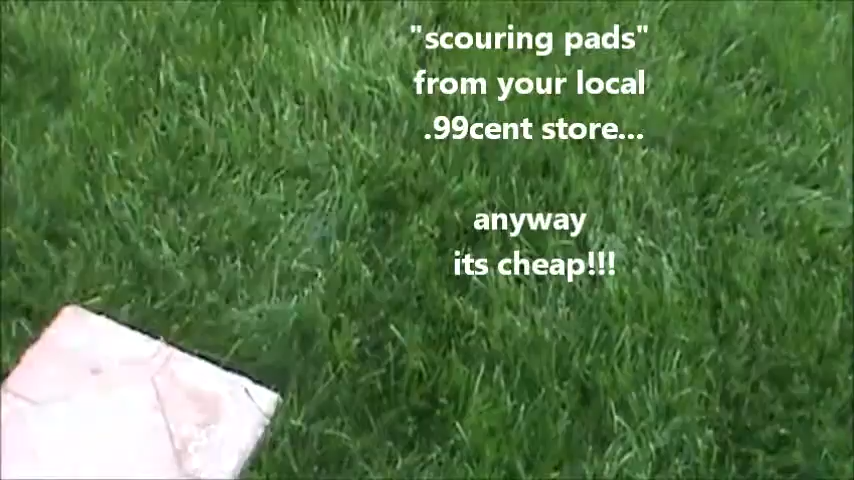 "scouring pads"
from your local
.99cent store...
anyway
its cheap!!!